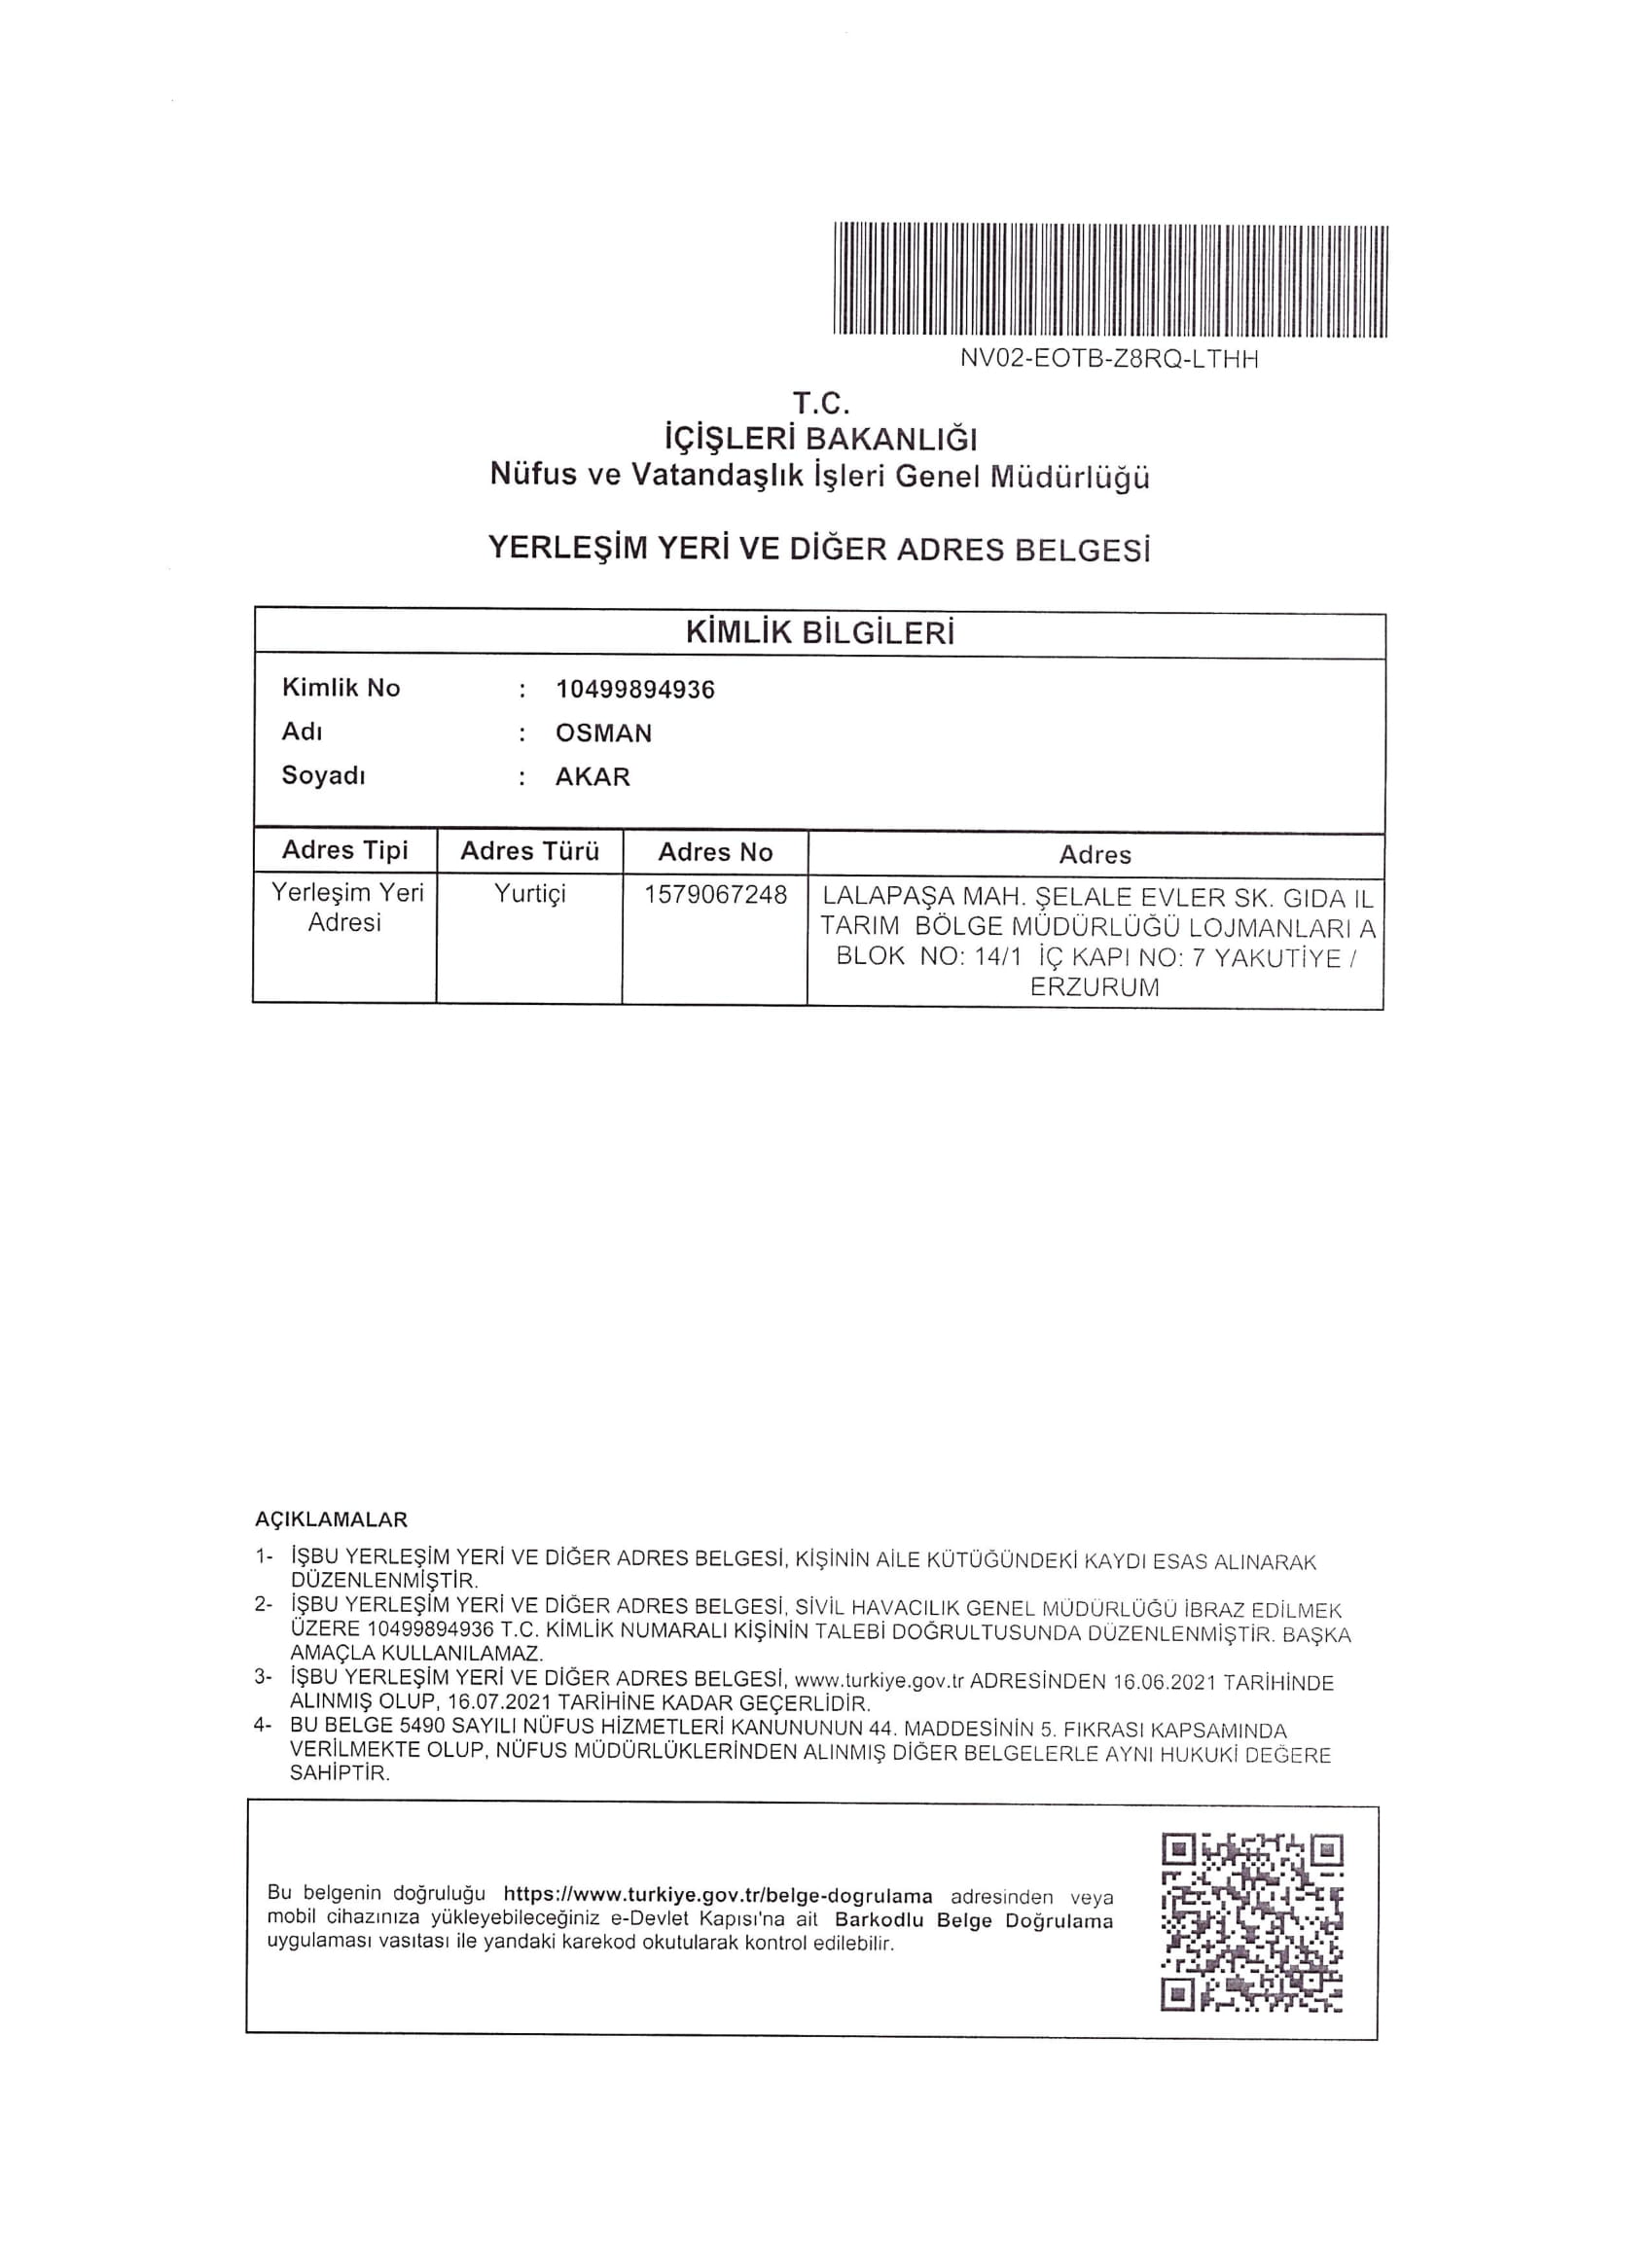 NV02-EOTB-Z8RQ-LTHH
T.C.
İÇİŞLERİ BAKANLIĞI
Nüfus ve Vatandaşlık İşleri Genel Müdürlüğü
YERLEŞİM YERİ VE DİĞER ADRES BELGESİ
KİMLİK BİLGİLERİ
Kimlik No : 10499894936
Adı : OSMAN
Soyadı : AKAR
Adres Tipi Adres Türü Adres No Adres
Yerleşim Yeri Yurtiçi 1579067248 LALAPAŞA MAH. ŞELALE EVLER SK. GIDA IL
Adresi TARIM BÖLGE MÜDÜRLÜĞÜ LOJMANLARI A
BLOK NO: 14/1 İÇ KAPI NO: 7 YAKUTİYE /
ERZURUM
AÇIKLAMALAR
1- İŞBU YERLEŞİM YERİ VE DİĞER ADRES BELGESİ, KİŞİNİN AİLE KÜTÜĞÜNDEKİ KAYDI ESAS ALINARAK
DÜZENLENMİŞTİR.
2- İŞBU YERLEŞİM YERİ VE DİĞER ADRES BELGESİ, SİVİL HAVACILIK GENEL MÜDÜRLÜĞÜ İBRAZ EDİLMEK
ÜZERE 10499894936 T.C. KİMLİK NUMARALI KİŞİNİN TALEBİ DOĞRULTUSUNDA DÜZENLENMİŞTİR. BAŞKA
AMAÇLA KULLANILAMAZ.
3- İŞBU YERLEŞİM YERİ VE DİĞER ADRES BELGESİ, www.turkiye.gov.tr ADRESİNDEN 16.06.2021 TARİHİNDE
ALINMIŞ OLUP, 16.07.2021 TARİHİNE KADAR GEÇERLİDİR.
4- BU BELGE 5490 SAYILI NÜFUS HİZMETLERİ KANUNUNUN 44. MADDESİNİN 5. FIKRASI KAPSAMINDA
VERİLMEKTE OLUP, NÜFUS MÜDÜRLÜKLERİNDEN ALINMIŞ DİĞER BELGELERLE AYNI HUKUKİ DEĞERE
SAHİPTİR.
Bu belgenin doğruluğu https://www.turkiye.gov.tr/belge-dogrulama adresinden veya
mobil cihazınıza yükleyebileceğiniz e-Devlet Kapısı'na ait Barkodlu Belge Doğrulama
uygulaması vasıtası ile yandaki karekod okutularak kontrol edilebilir.